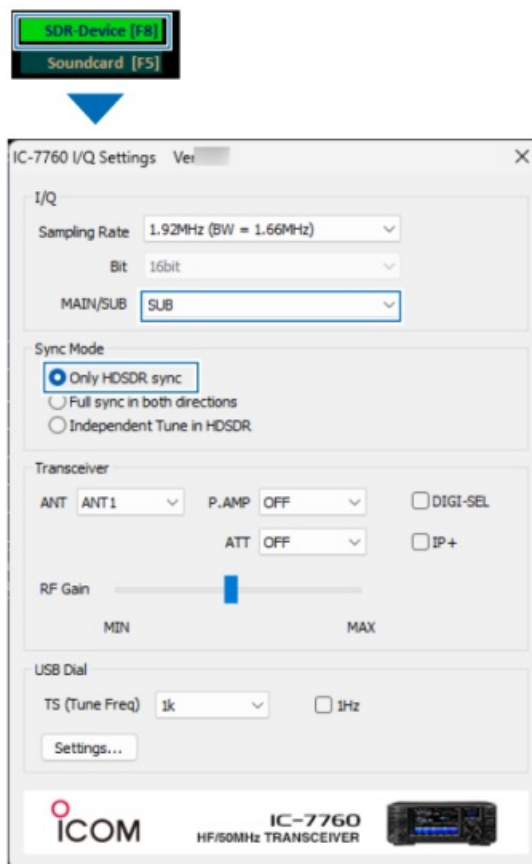 SDR-Device [F8]
Soundcard [F5]
IC-7760 I/Q Settings Ver
I/Q
Sampling Rate 1.92MHz (BW = 1.66MHz)
Bit 16bit
MAIN/SUB SUB
Sync Mode
Only HDSDR sync
Full sync in both directions
Independent Tune in HDSDR
Transceiver
ANT ANT1 P.AMP OFF DIGI-SEL
ATT OFF IP+
RF Gain
MIN MAX
USB Dial
TS (Tune Freq) 1k 1Hz
Settings...
ICOM IC-7760
HF/50MHz TRANSCEIVER